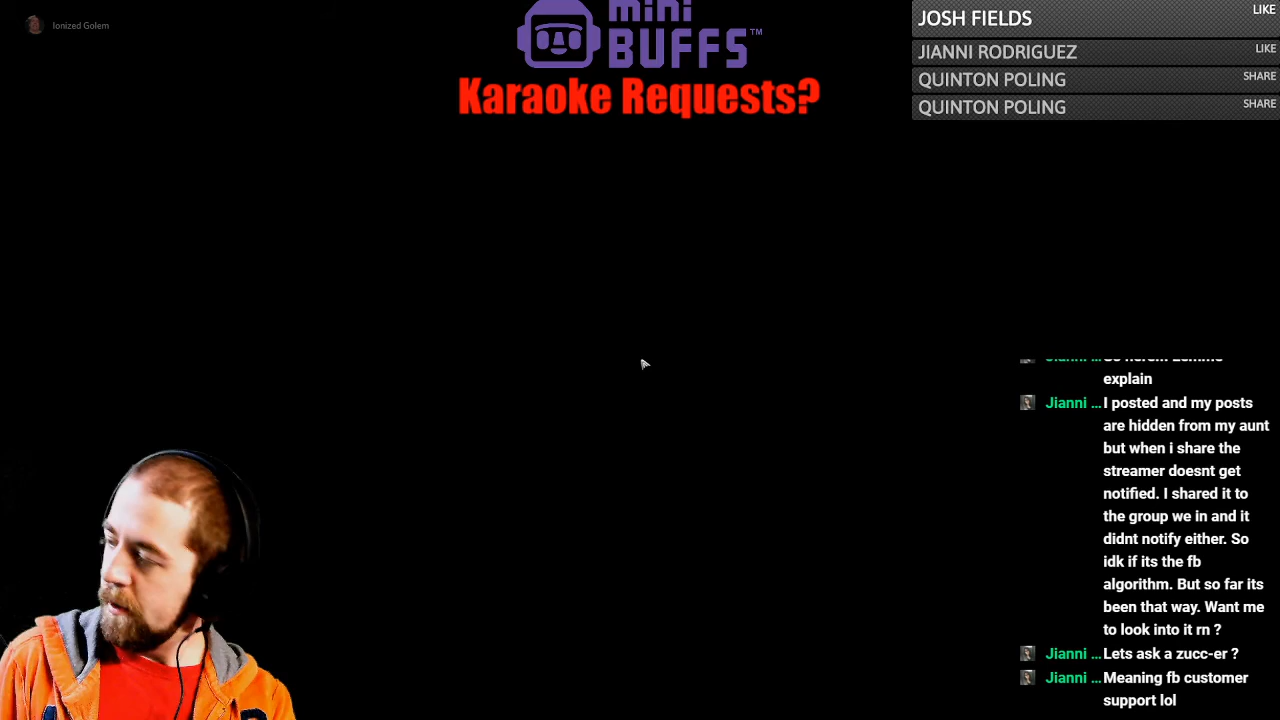 Ionized Golem
mini
BUFFS™
Karaoke Requests?
JOSH FIELDS LIKE
JIANNI RODRIGUEZ LIKE
QUINTON POLING SHARE
QUINTON POLING SHARE
explain
Jianni ... I posted and my posts
are hidden from my aunt
but when i share the
streamer doesnt get
notified. I shared it to
the group we in and it
didnt notify either. So
idk if its the fb
algorithm. But so far its
been that way. Want me
to look into it rn ?
Jianni ... Lets ask a zucc-er ?
Jianni ... Meaning fb customer
support lol